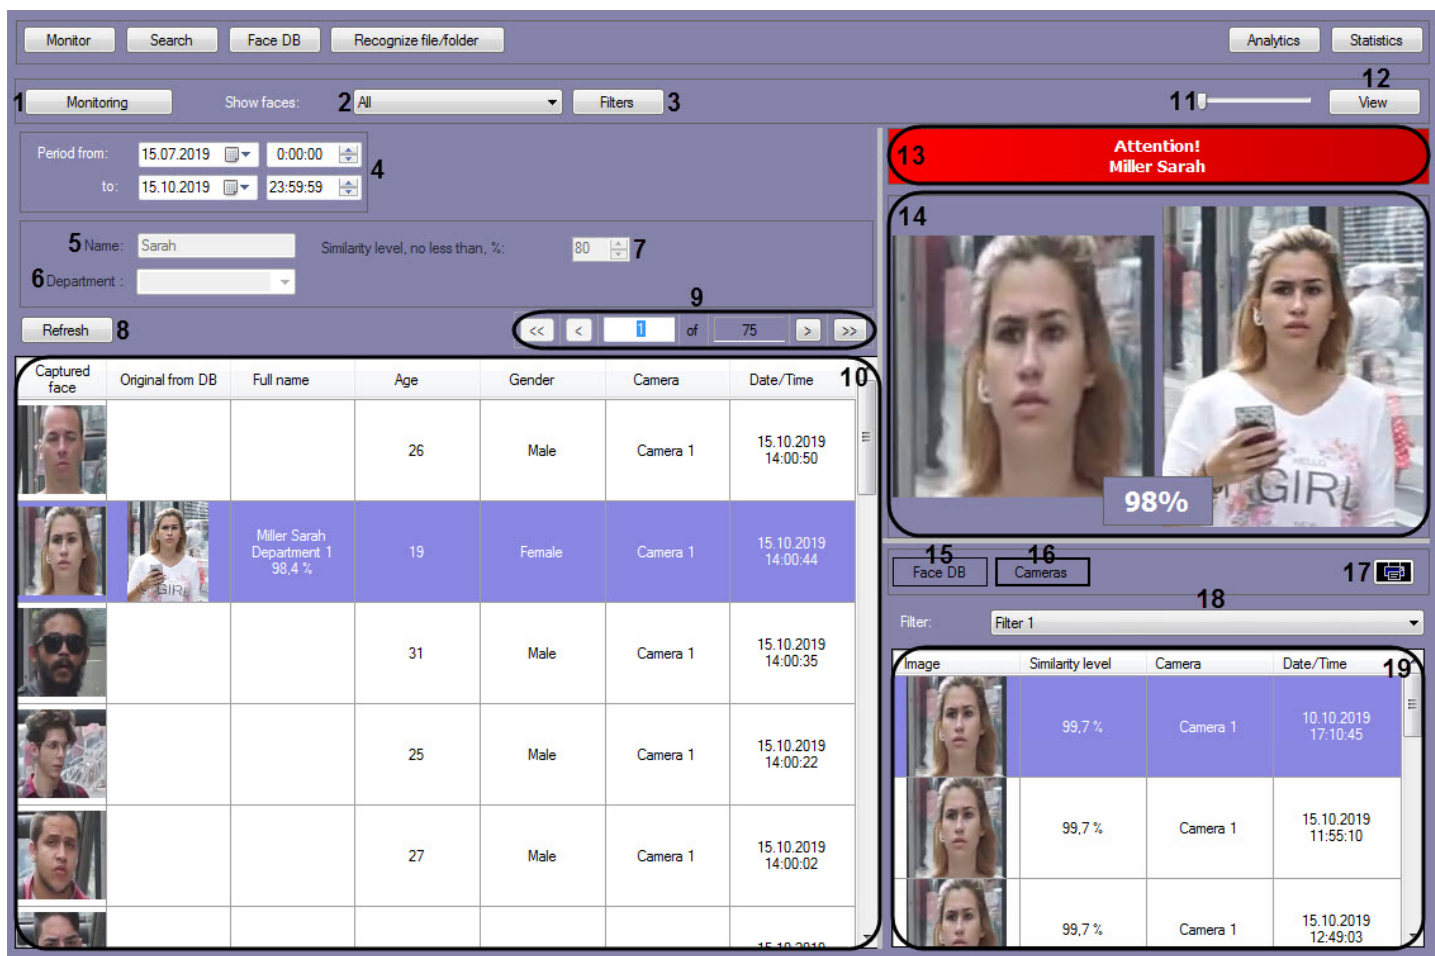 Monitor Search Face DB Recognize file/folder Analytics Statistics
12
1 Monitoring Show faces: 2 All Filters 3 11 View
Period from: 15.07.2019 0:00:00
4
to: 15.10.2019 23:59:59
5 Name: Sarah Similarity level, no less than, %: 80 7
6 Department :
9
Refresh 8 << < 1 of 75 > >>
Captured face Original from DB Full name Age Gender Camera Date/Time 10
26 Male Camera 1 15.10.2019 14:00:50
Miller Sarah
Department 1
98,4 %
19 Female Camera 1 15.10.2019 14:00:44
31 Male Camera 1 15.10.2019 14:00:35
25 Male Camera 1 15.10.2019 14:00:22
27 Male Camera 1 15.10.2019 14:00:02
15.10.2019
13 Attention!
Miller Sarah
14
HELLO
GIRL
98%
15 16
Face DB Cameras 17
18
Filter: Filter 1
Image Similarity level Camera Date/Time 19
99,7 % Camera 1 10.10.2019 17:10:45
99,7 % Camera 1 15.10.2019 11:55:10
99,7 % Camera 1 15.10.2019 12:49:03